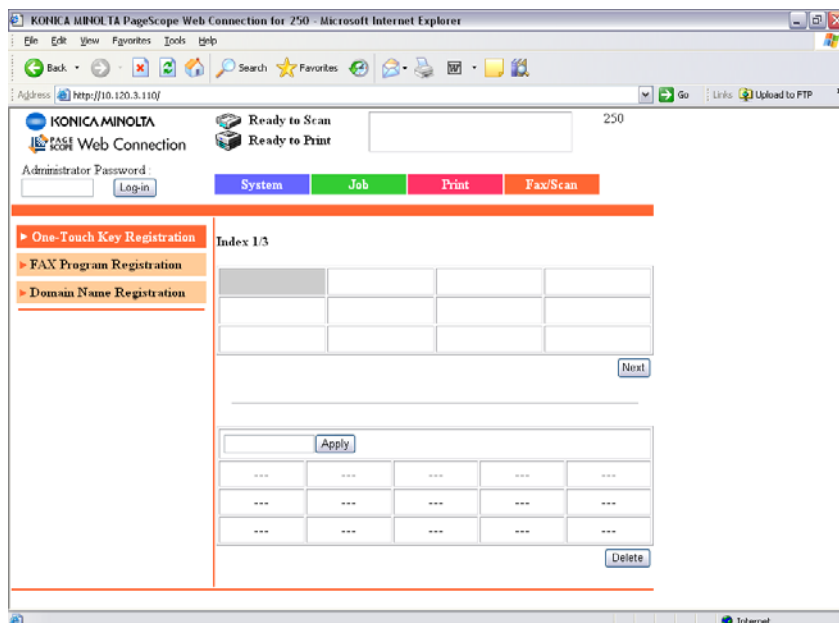 KONICA MINOLTA PageScope Web Connection for 250 - Microsoft Internet Explorer
File Edit View Favorites Tools Help
Back Search Favorites
Address http://10.120.3.110/ Go Links Upload to FTP
KONICA MINOLTA Ready to Scan 250
PAGE SCOPE Web Connection Ready to Print
Administrator Password :
Log-in System Job Print Fax/Scan
One-Touch Key Registration
Index 1/3
FAX Program Registration
Domain Name Registration
Next
Apply
--- --- --- --- ---
--- --- --- --- ---
--- --- --- --- ---
Delete
Internet